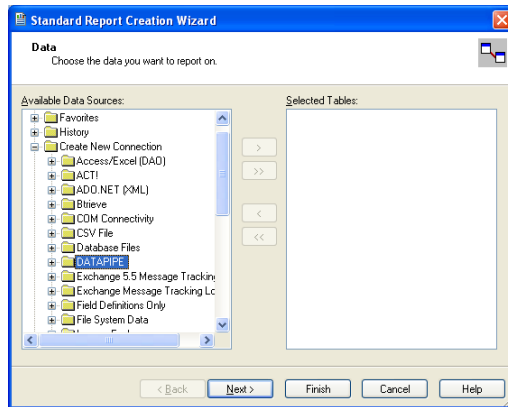 Standard Report Creation Wizard
Data
Choose the data you want to report on.
Available Data Sources:
Selected Tables:
Favorites
History
Create New Connection
Access/Excel (DAO)
ACT!
ADO.NET (XML)
Btrieve
COM Connectivity
CSV File
Database Files
DATAPIPE
Exchange 5.5 Message Tracking
Exchange Message Tracking Lo
Field Definitions Only
File System Data
>
>>
<
<<
< Back
Next >
Finish
Cancel
Help